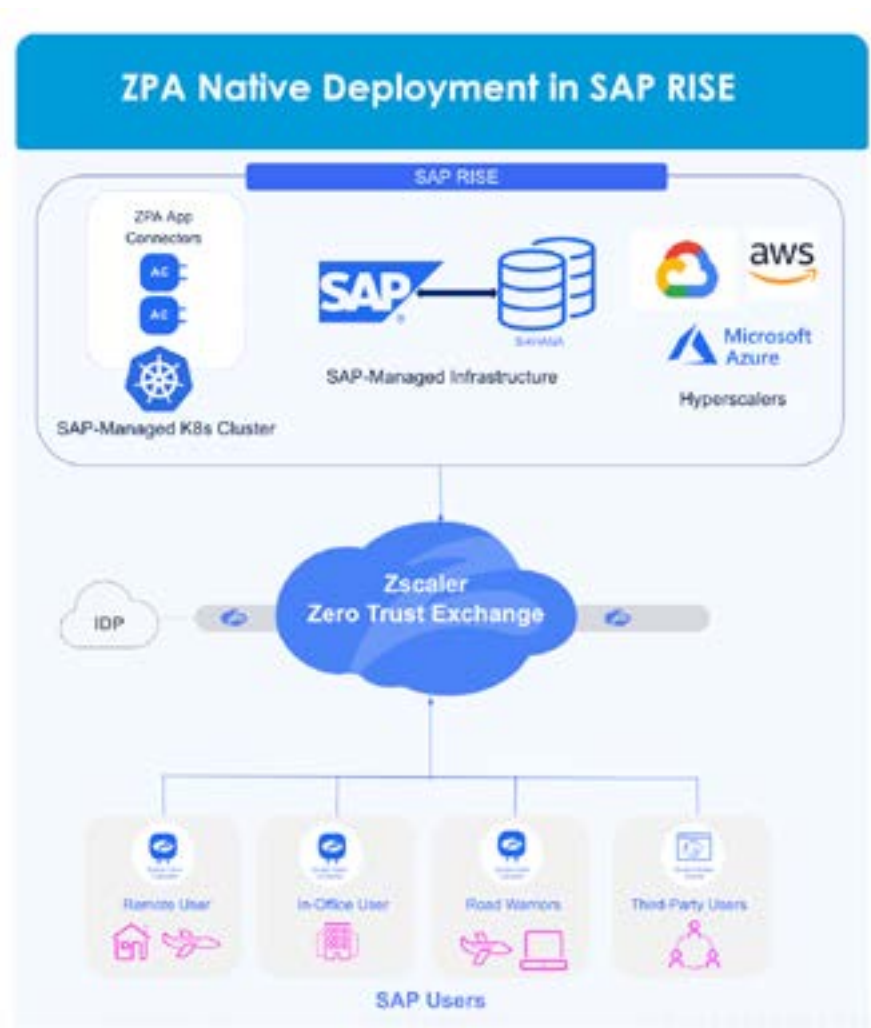 ZPA Native Deployment in SAP RISE
SAP RISE
ZPA App
Connectors
AC
AC
SAP-Managed K8s Cluster
SAP
®
S/4HANA
SAP-Managed Infrastructure
aws
Microsoft
Azure
Hyperscalers
Zscaler
Zero Trust Exchange
IDP
Remote User
In-Office User
Road Warriors
Third-Party Users
SAP Users